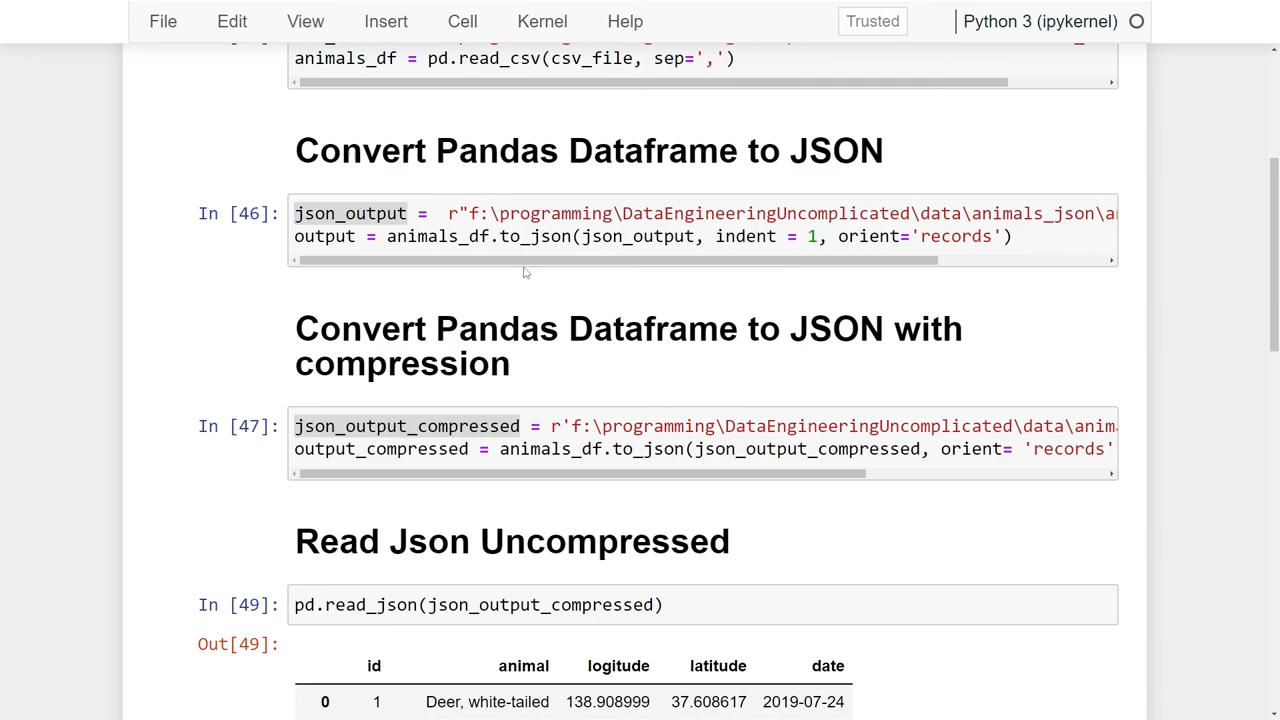 File Edit View Insert Cell Kernel Help Trusted Python 3 (ipykernel)
animals_df = pd.read_csv(csv_file, sep=',')
Convert Pandas Dataframe to JSON
In [46]: json_output = r"f:\programming\DataEngineeringUncomplicated\data\animals_json\a
output = animals_df.to_json(json_output, indent = 1, orient='records')
Convert Pandas Dataframe to JSON with
compression
In [47]: json_output_compressed = r'f:\programming\DataEngineeringUncomplicated\data\anim
output_compressed = animals_df.to_json(json_output_compressed, orient= 'records'
Read Json Uncompressed
In [49]: pd.read_json(json_output_compressed)
Out[49]:
id animal logitude latitude date
0 1 Deer, white-tailed 138.908999 37.608617 2019-07-24